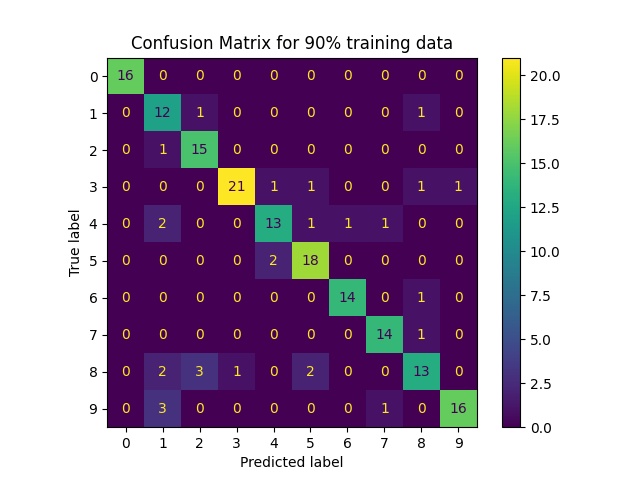 Confusion Matrix for 90% training data
0 16 0 0 0 0 0 0 0 0 0
1 0 12 1 0 0 0 0 0 1 0
2 0 1 15 0 0 0 0 0 0 0
3 0 0 0 21 1 1 0 0 1 1
4 0 2 0 0 13 1 1 1 0 0
5 0 0 0 0 2 18 0 0 0 0
6 0 0 0 0 0 0 14 0 1 0
7 0 0 0 0 0 0 0 14 1 0
8 0 2 3 1 0 2 0 0 13 0
9 0 3 0 0 0 0 0 1 0 16
0 1 2 3 4 5 6 7 8 9
Predicted label
True label
20.0
17.5
15.0
12.5
10.0
7.5
5.0
2.5
0.0